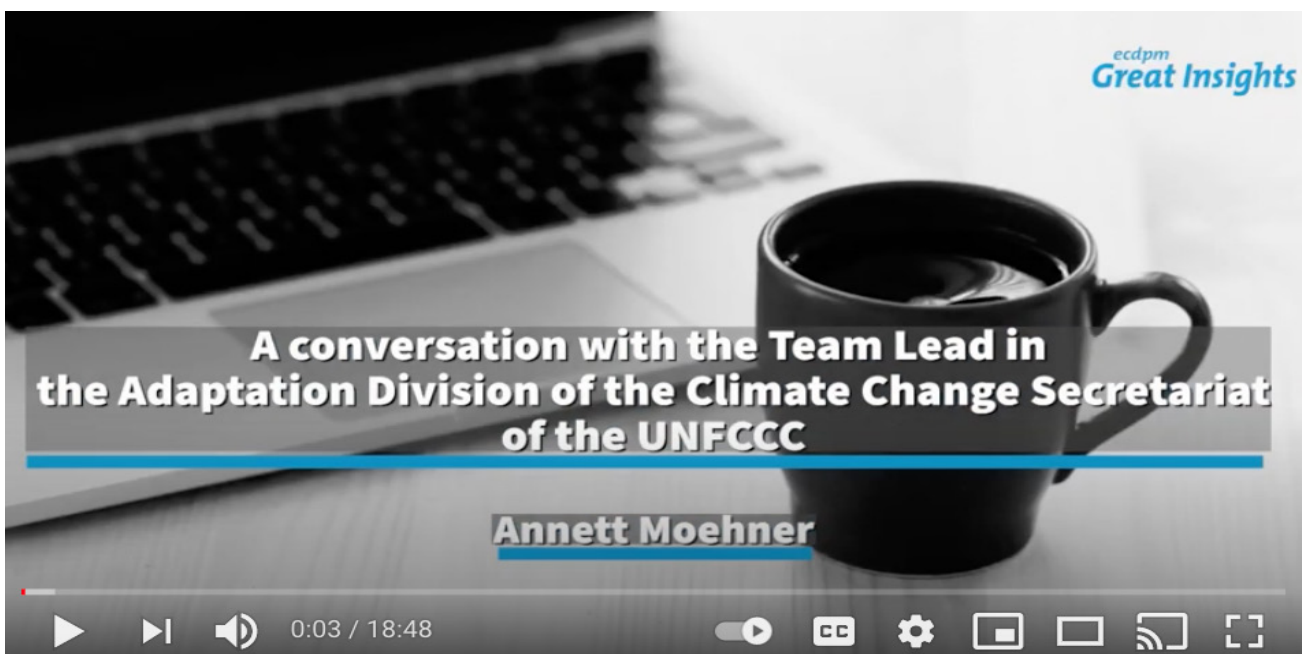 ecdpm
Great Insights
A conversation with the Team Lead in
the Adaptation Division of the Climate Change Secretariat
of the UNFCCC
Annett Moehner
0:03 / 18:48
CC